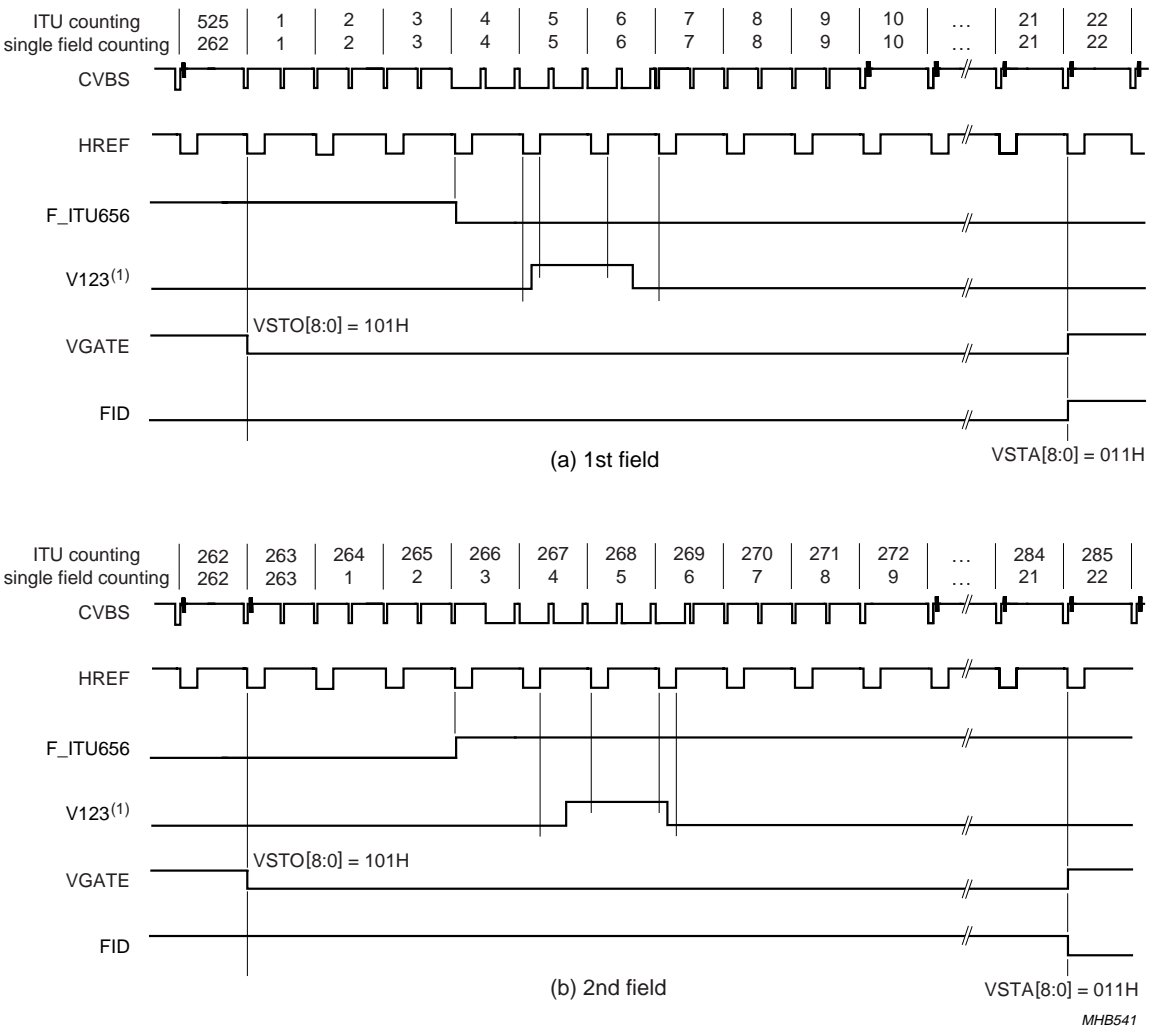 ITU counting 525 1 2 3 4 5 6 7 8 9 10 ... 21 22
single field counting 262 1 2 3 4 5 6 7 8 9 10 ... 21 22
CVBS
HREF
F_ITU656
V123(1)
VSTO[8:0] = 101H
VGATE
FID
(a) 1st field
VSTA[8:0] = 011H
ITU counting 262 263 264 265 266 267 268 269 270 271 272 ... 284 285
single field counting 262 263 1 2 3 4 5 6 7 8 9 ... 21 22
CVBS
HREF
F_ITU656
V123(1)
VSTO[8:0] = 101H
VGATE
FID
(b) 2nd field
VSTA[8:0] = 011H
MHB541